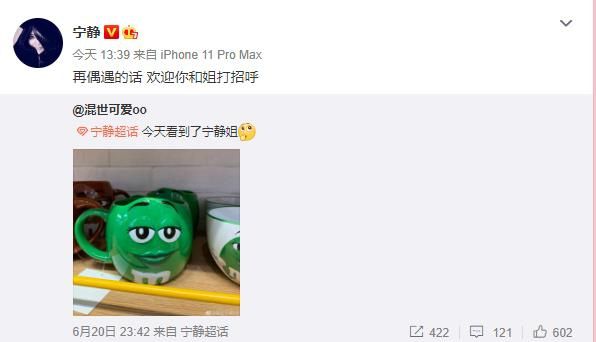 宁静
今天 13:39 来自 iPhone 11 Pro Max
再偶遇的话 欢迎你和姐打招呼
@混世可爱oo
宁静超话 今天看到了宁静姐
m
6月20日 23:42 来自 宁静超话
422
121
602